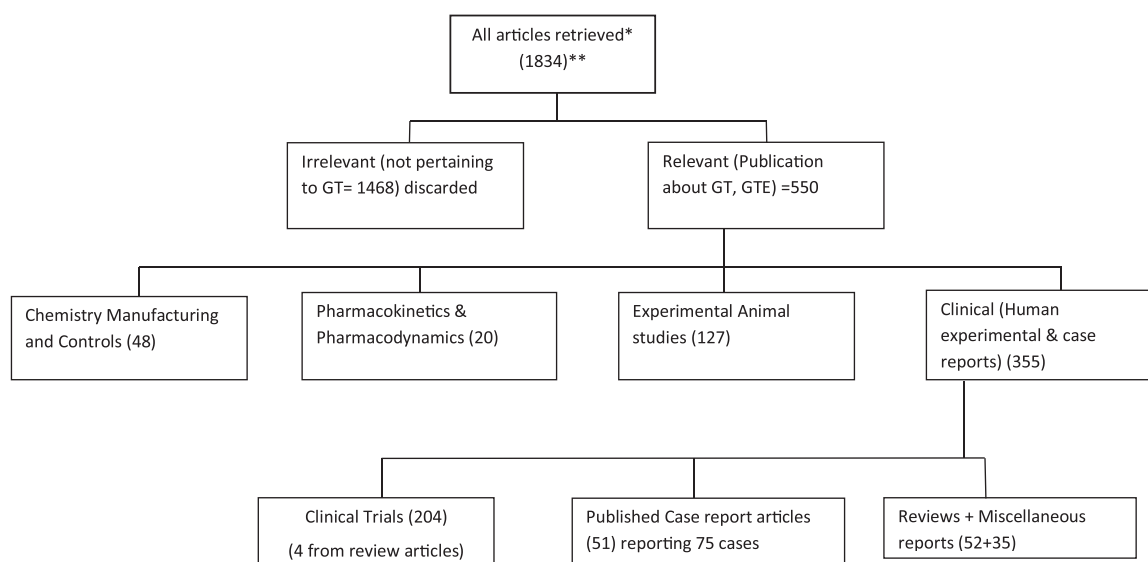 All articles retrieved*
(1834)**
Irrelevant (not pertaining
to GT= 1468) discarded
Relevant (Publication
about GT, GTE) =550
Chemistry Manufacturing
and Controls (48)
Pharmacokinetics &
Pharmacodynamics (20)
Experimental Animal
studies (127)
Clinical (Human
experimental & case
reports) (355)
Clinical Trials (204)
(4 from review articles)
Published Case report articles
(51) reporting 75 cases
Reviews + Miscellaneous
reports (52+35)